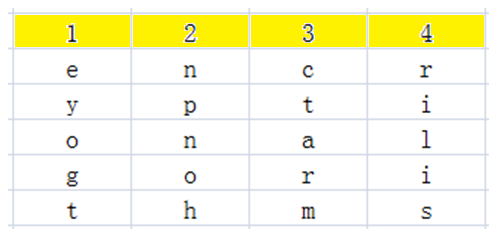 1 2 3 4
e n c r
y p t i
o n a l
g o r i
t h m s